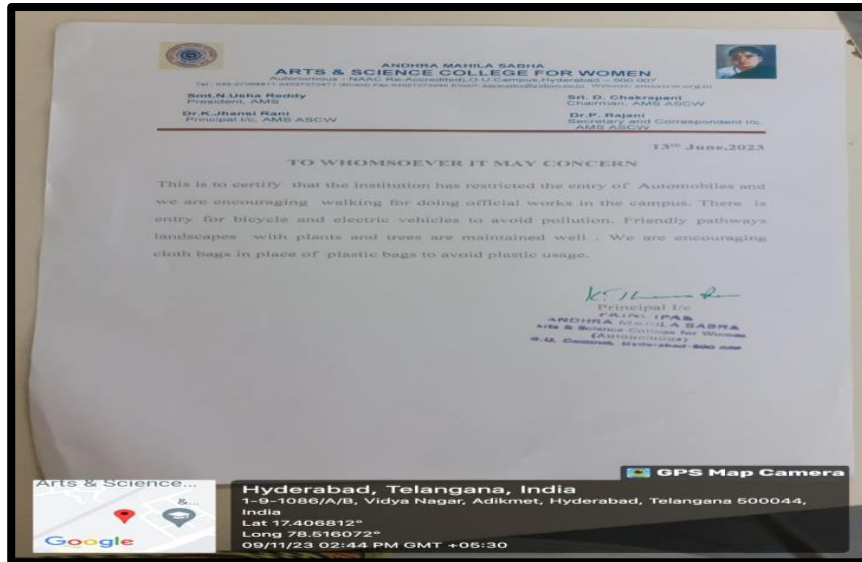 ANDHRA MAHILA SABHA
ARTS & SCIENCE COLLEGE FOR WOMEN
Autonomous - NAAC Re-Accredited,O.U Campus,Hyderabad – 500 007
Smt.N.Usha Reddy
President, AMS
Sri. D. Chakrapani
Chairman, AMS ASCW
Dr.K.Jhansi Rani
Principal I/c, AMS ASCW
Dr.P. Rajani
Secretary and Correspondent I/c,
AMS ASCW
13th June,2023
TO WHOMSOEVER IT MAY CONCERN
This is to certify that the institution has restricted the entry of Automobiles and
we are encouraging walking for doing official works in the campus. There is
entry for bicycle and electric vehicles to avoid pollution. Friendly pathways
landscapes with plants and trees are maintained well . We are encouraging
cloth bags in place of plastic bags to avoid plastic usage.
Principal I/c
ANDHRA MAHILA SABHA
Arts & Science College for Women
(Autonomous)
GPS Map Camera
Arts & Science...
&...
Google
Hyderabad, Telangana, India
1-9-1086/A/B, Vidya Nagar, Adikmet, Hyderabad, Telangana 500044,
India
Lat 17.406812°
Long 78.516072°
09/11/23 02:44 PM GMT +05:30